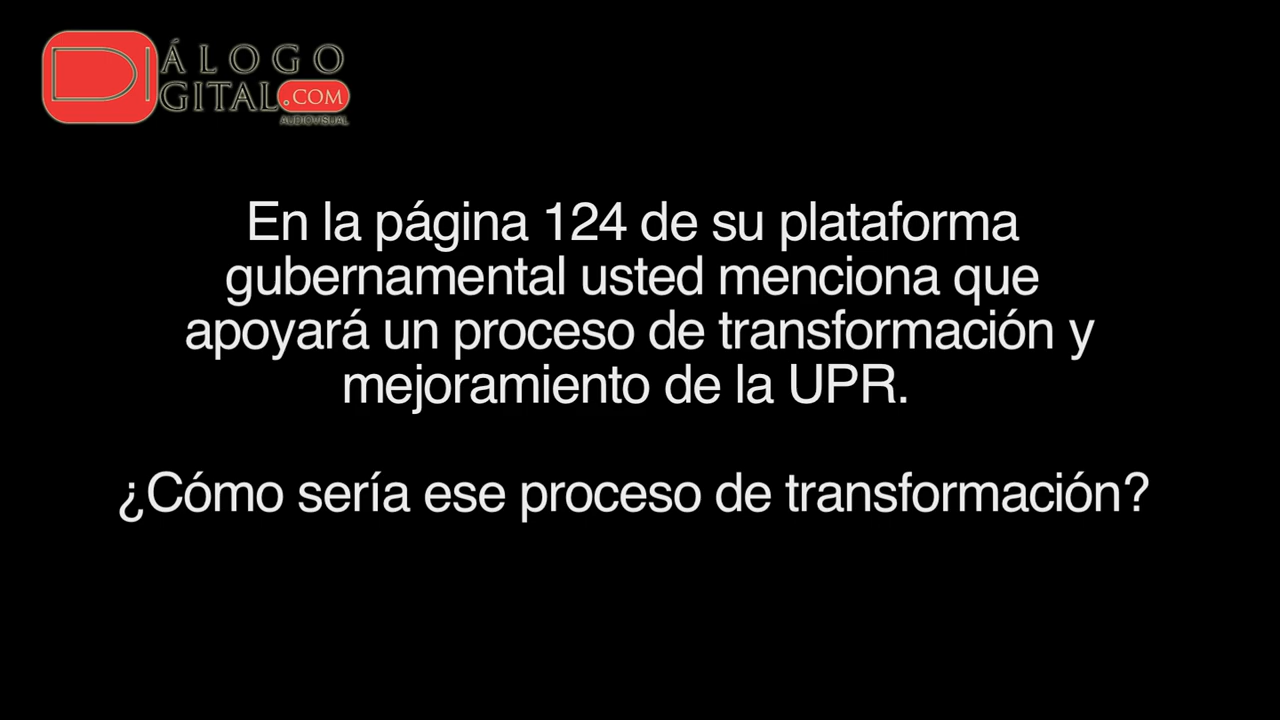 DIÁLOGO
DIGITAL.COM
AUDIOVISUAL
En la página 124 de su plataforma
gubernamental usted menciona que
apoyará un proceso de transformación y
mejoramiento de la UPR.
¿Cómo sería ese proceso de transformación?